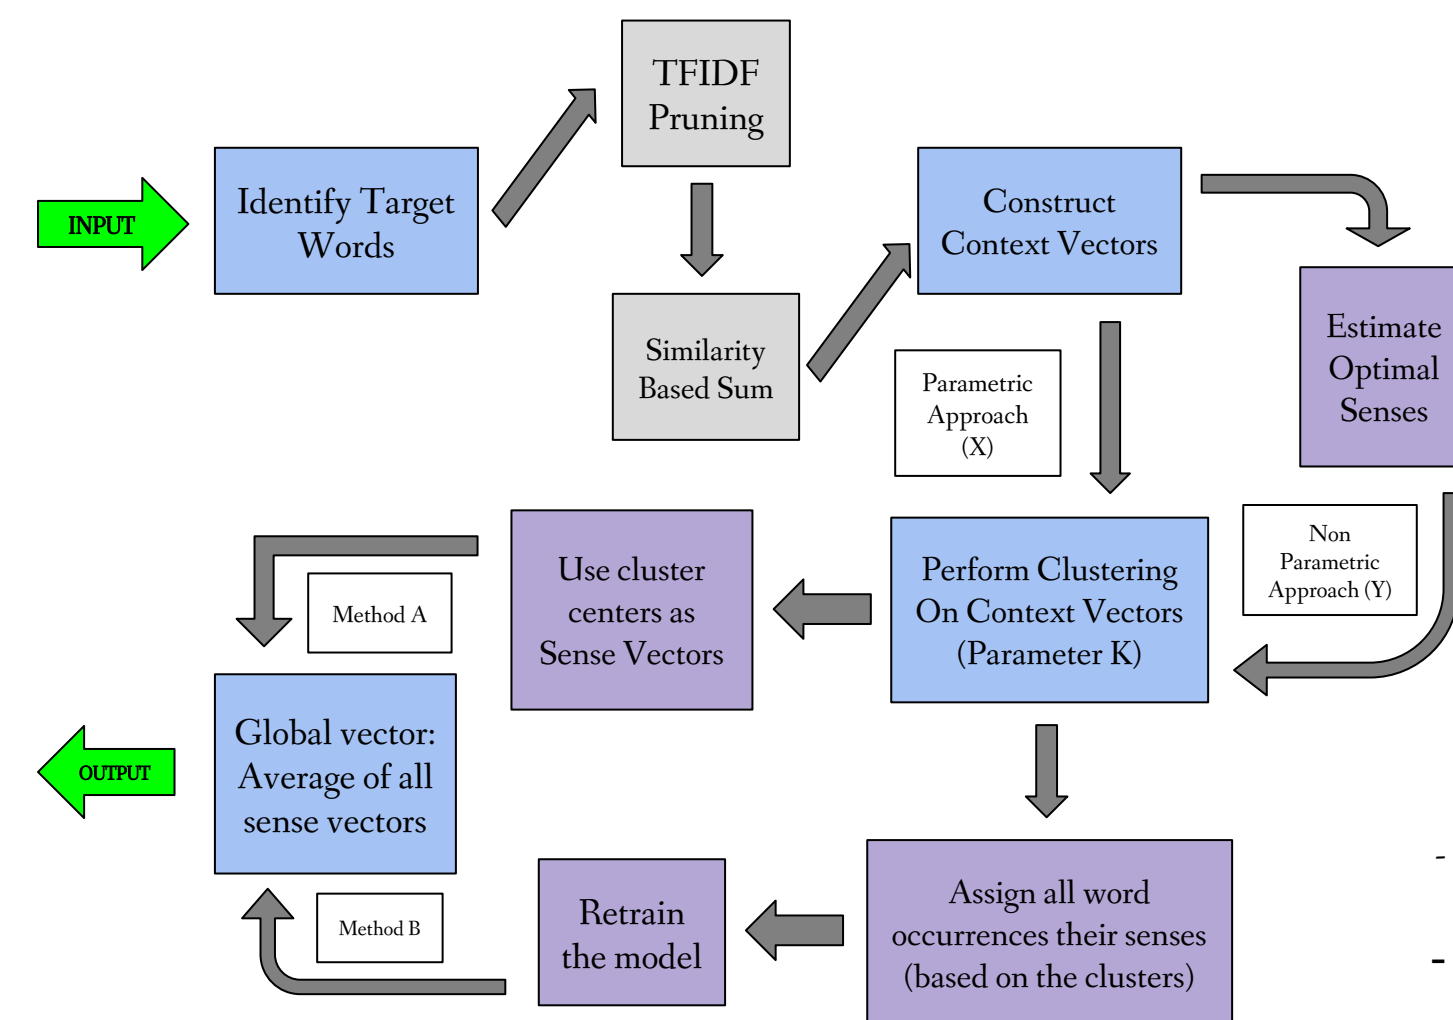 INPUT
Identify Target
Words
TFIDF
Pruning
Similarity
Based Sum
Construct
Context Vectors
Estimate
Optimal
Senses
Parametric
Approach
(X)
Non
Parametric
Approach (Y)
Perform Clustering
On Context Vectors
(Parameter K)
Use cluster
centers as
Sense Vectors
Method A
Global vector:
Average of all
sense vectors
OUTPUT
Assign all word
occurrences their senses
(based on the clusters)
Retrain
the model
Method B
-
-